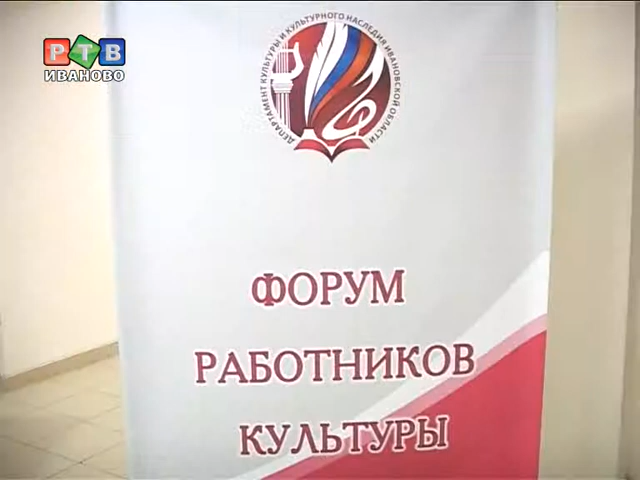 РТВ
ИВАНОВО
ДЕПАРТАМЕНТ КУЛЬТУРЫ И КУЛЬТУРНОГО НАСЛЕДИЯ ИВАНОВСКОЙ ОБЛАСТИ
ФОРУМ
РАБОТНИКОВ
КУЛЬТУРЫ